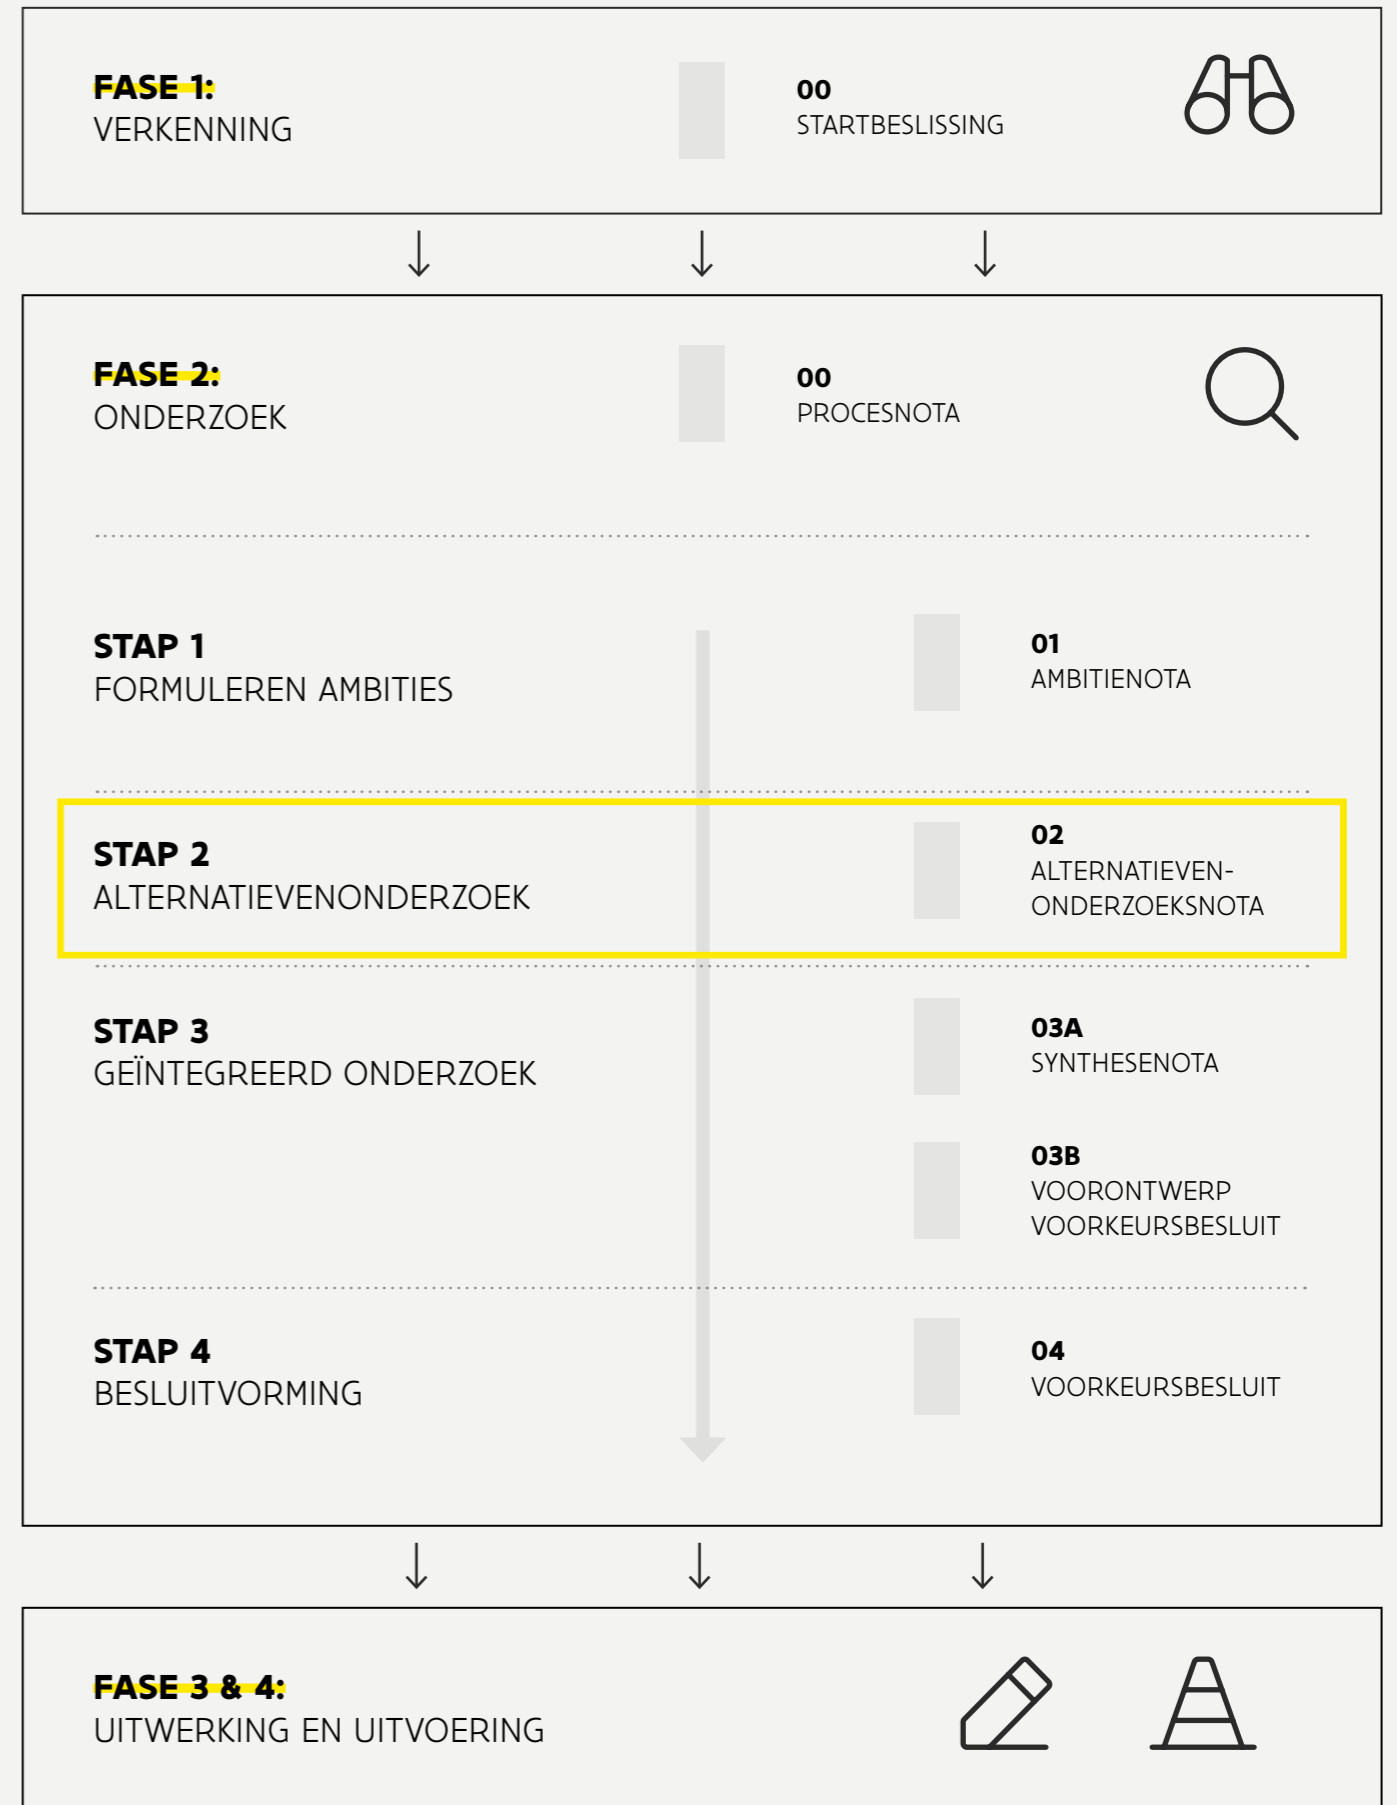 FASE 1:
VERKENNING
00
STARTBESLISSING
FASE 2:
ONDERZOEK
00
PROCESNOTA
STAP 1
FORMULEREN AMBITIES
01
AMBITIENOTA
STAP 2
ALTERNATIEVENONDERZOEK
02
ALTERNATIEVEN-
ONDERZOEKSNOTA
STAP 3
GEÏNTEGREERD ONDERZOEK
03A
SYNTHESENOTA
03B
VOORONTWERP
VOORKEURSBESLUIT
STAP 4
BESLUITVORMING
04
VOORKEURSBESLUIT
FASE 3 & 4:
UITWERKING EN UITVOERING